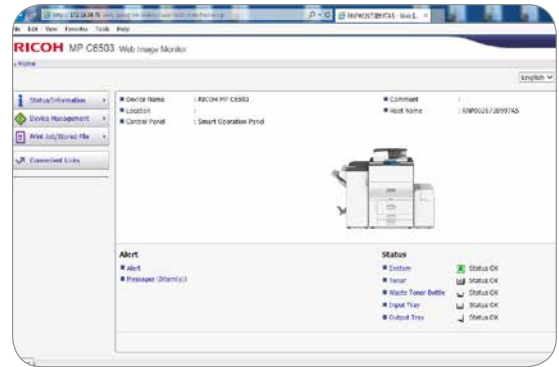 File Edit View Favorites Tools Help
RICOH MP C6503 Web Image Monitor
Home
English
Status/Information
Device Management
Print Job/Stored File
Convenient Links
Device Name : RICOH MP C6503
Location :
Control Panel : Smart Operation Panel
Comment :
Host Name :
Alert
Alert
Messages
Status
System Status OK
Toner Status OK
Waste Toner Bottle Status OK
Input Tray Status OK
Output Tray Status OK